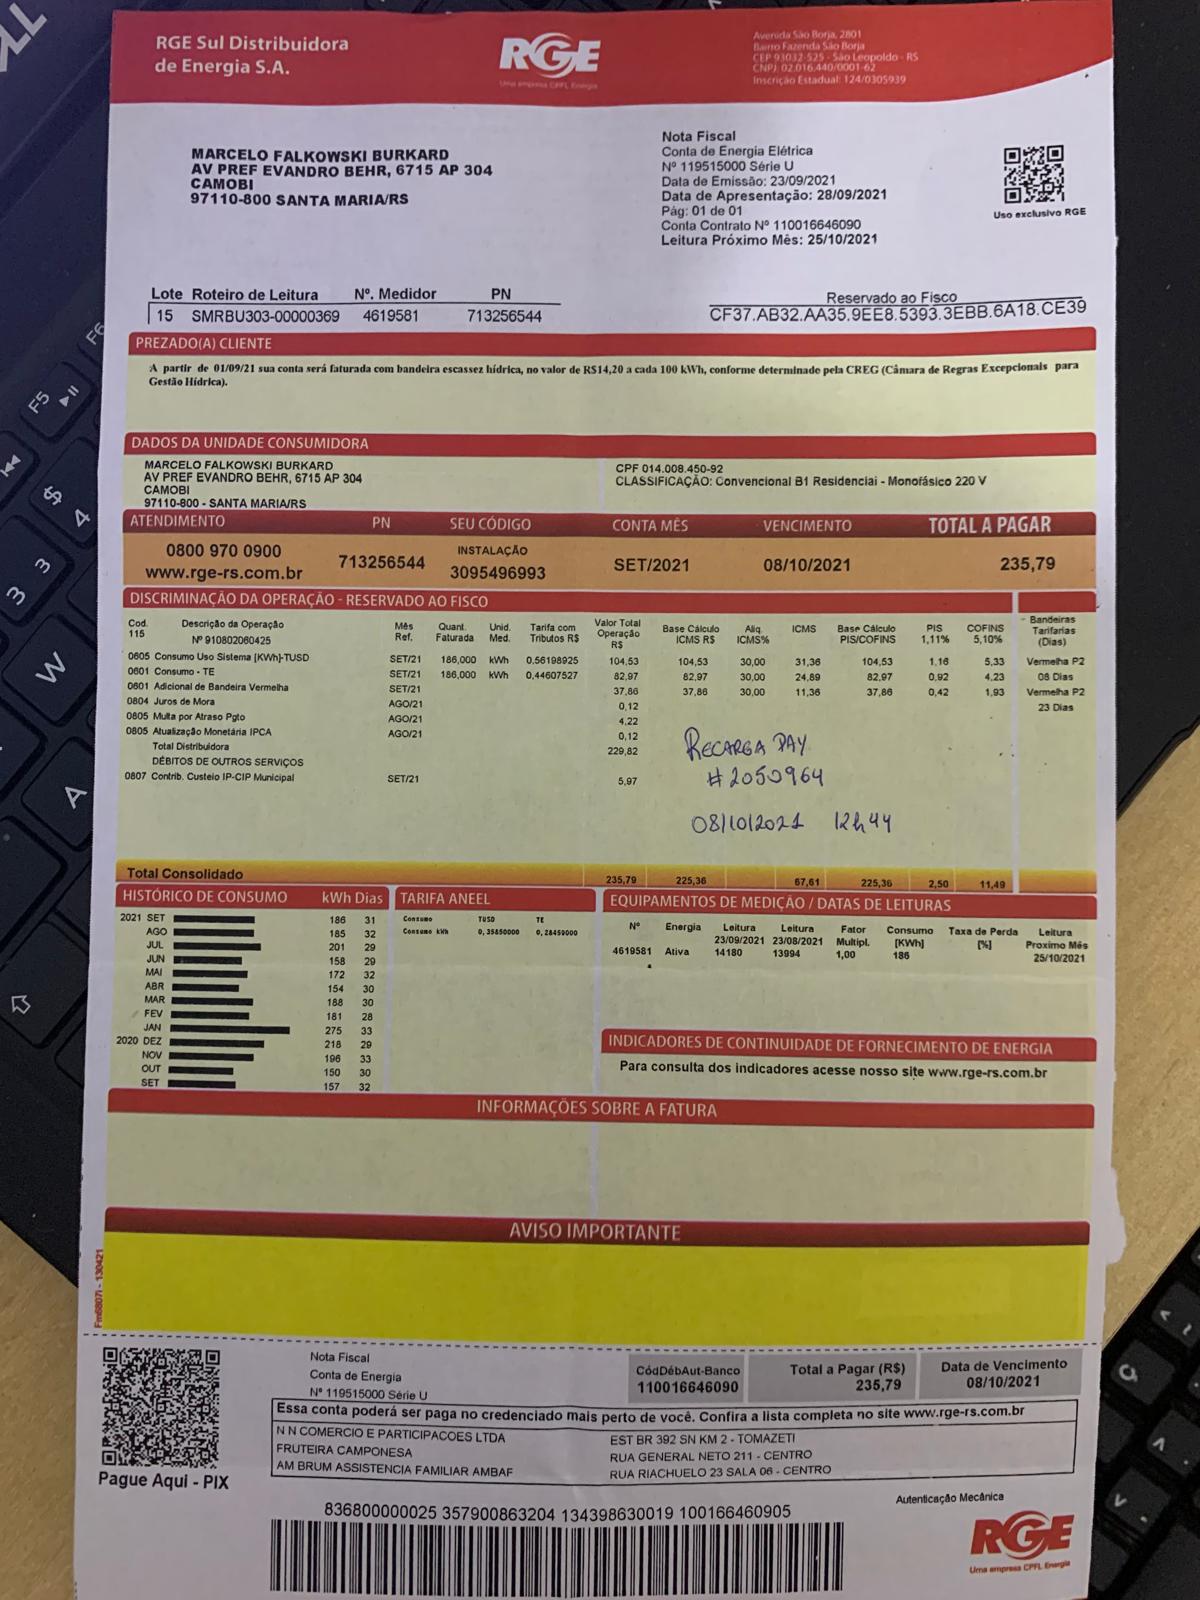 RGE Sul Distribuidora
de Energia S.A.
RGE
Uma empresa CPFL Energia
Avenida São Borja, 2801
Bairro Fazenda São Borja
CEP 93032-525 - São Leopoldo - RS
CNPJ: 02.016.440/0001-62
Inscrição Estadual: 124/0305939
MARCELO FALKOWSKI BURKARD
AV PREF EVANDRO BEHR, 6715 AP 304
CAMOBI
97110-800 SANTA MARIA/RS
Nota Fiscal
Conta de Energia Elétrica
Nº 119515000 Série U
Data de Emissão: 23/09/2021
Data de Apresentação: 28/09/2021
Pág: 01 de 01
Conta Contrato Nº 110016646090
Leitura Próximo Mês: 25/10/2021
Uso exclusivo RGE
Lote Roteiro de Leitura Nº. Medidor PN
15 SMRBU303-00000369 4619581 713256544
Reservado ao Fisco
CF37.AB32.AA35.9EE8.5393.3EBB.6A18.CE39
PREZADO(A) CLIENTE
A partir de 01/09/21 sua conta será faturada com bandeira escassez hídrica, no valor de R$14,20 a cada 100 kWh, conforme determinado pela CREG (Câmara de Regras Excepcionais para
Gestão Hídrica).
DADOS DA UNIDADE CONSUMIDORA
MARCELO FALKOWSKI BURKARD
AV PREF EVANDRO BEHR, 6715 AP 304
CAMOBI
97110-800 - SANTA MARIA/RS
CPF 014.008.450-92
CLASSIFICAÇÃO: Convencional B1 Residencial - Monofásico 220 V
ATENDIMENTO PN SEU CÓDIGO CONTA MÊS VENCIMENTO TOTAL A PAGAR
0800 970 0900
www.rge-rs.com.br
713256544
INSTALAÇÃO
3095496993
SET/2021 08/10/2021 235,79
DISCRIMINAÇÃO DA OPERAÇÃO - RESERVADO AO FISCO
Cod. 115 Descrição da Operação Nº 910802060425 Mês Ref. Quant. Faturada Unid. Med. Tarifa com Tributos R$ Valor Total Operação R$ Base Cálculo ICMS R$ Aliq. ICMS% ICMS Base Cálculo PIS/COFINS PIS 1,11% COFINS 5,10% Bandeiras Tarifarias (Dias)
0605 Consumo Uso Sistema [KWh]-TUSD SET/21 186,000 kWh 0,56198925 104,53 104,53 30,00 31,36 104,53 1,16 5,33 Vermelha P2
0601 Consumo - TE SET/21 186,000 kWh 0,44607527 82,97 82,97 30,00 24,89 82,97 0,92 4,23 08 Dias
0601 Adicional de Bandeira Vermelha SET/21 37,86 37,86 30,00 11,36 37,86 0,42 1,93 Vermelha P2
0804 Juros de Mora AGO/21 0,12 23 Dias
0805 Multa por Atraso Pgto AGO/21 4,22
0805 Atualização Monetária IPCA AGO/21 0,12
Total Distribuidora 229,82
DÉBITOS DE OUTROS SERVIÇOS
0807 Contrib. Custeio IP-CIP Municipal SET/21 5,97
RECARGA PAY
#2050964
08/10/2021 12h44
Total Consolidado 235,79 225,36 67,61 225,36 2,50 11,49
HISTÓRICO DE CONSUMO kWh Dias
2021 SET 186 31
AGO 185 32
JUL 201 29
JUN 158 29
MAI 172 32
ABR 154 30
MAR 188 30
FEV 181 28
JAN 275 33
2020 DEZ 218 29
NOV 196 33
OUT 150 30
SET 157 32
TARIFA ANEEL
Consumo TUSD TE
Consumo kWh 0,35850000 0,28459000
EQUIPAMENTOS DE MEDIÇÃO / DATAS DE LEITURAS
Nº Energia Leitura 23/09/2021 Leitura 23/08/2021 Fator Multipl. Consumo [KWh] Taxa de Perda [%] Leitura Proximo Mês
4619581 Ativa 14180 13994 1,00 186 25/10/2021
INDICADORES DE CONTINUIDADE DE FORNECIMENTO DE ENERGIA
Para consulta dos indicadores acesse nosso site www.rge-rs.com.br
INFORMAÇÕES SOBRE A FATURA
AVISO IMPORTANTE
Fm6807i - 130421
Pague Aqui - PIX
Nota Fiscal
Conta de Energia
Nº 119515000 Série U
CódDébAut-Banco
110016646090
Total a Pagar (R$)
235,79
Data de Vencimento
08/10/2021
Essa conta poderá ser paga no credenciado mais perto de você. Confira a lista completa no site www.rge-rs.com.br
N N COMERCIO E PARTICIPACOES LTDA EST BR 392 SN KM 2 - TOMAZETI
FRUTEIRA CAMPONESA RUA GENERAL NETO 211 - CENTRO
AM BRUM ASSISTENCIA FAMILIAR AMBAF RUA RIACHUELO 23 SALA 06 - CENTRO
836800000025 357900863204 134398630019 100166460905
Autenticação Mecânica
RGE
Uma empresa CPFL Energia
F5
F6
$
4
3
3
W
A